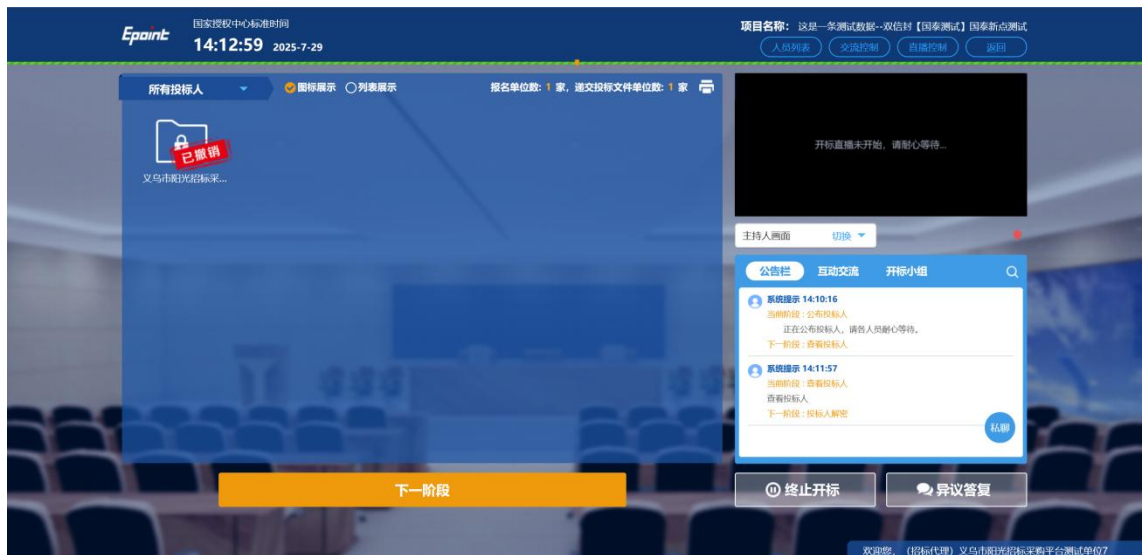 Epoint
国家授权中心标准时间
14:12:59 2025-7-29
项目名称: 这是一条测试数据--双信封【国泰测试】国泰新点测试
人员列表 交流控制 直播控制 返回
所有投标人 图标展示 列表展示 报名单位数: 1 家, 递交投标文件单位数: 1 家
已撤销
义乌市阳光招标采...
开标直播未开始, 请耐心等待...
主持人画面 切换
公告栏 互动交流 开标小组
系统提示 14:10:16
当前阶段 : 公布投标人
正在公布投标人, 请各人员耐心等待。
下一阶段 : 查看投标人
系统提示 14:11:57
当前阶段 : 查看投标人
查看投标人
下一阶段 : 投标人解密
私聊
下一阶段
终止开标 异议答复
欢迎您, (招标代理) 义乌市阳光招标采购平台测试单位7